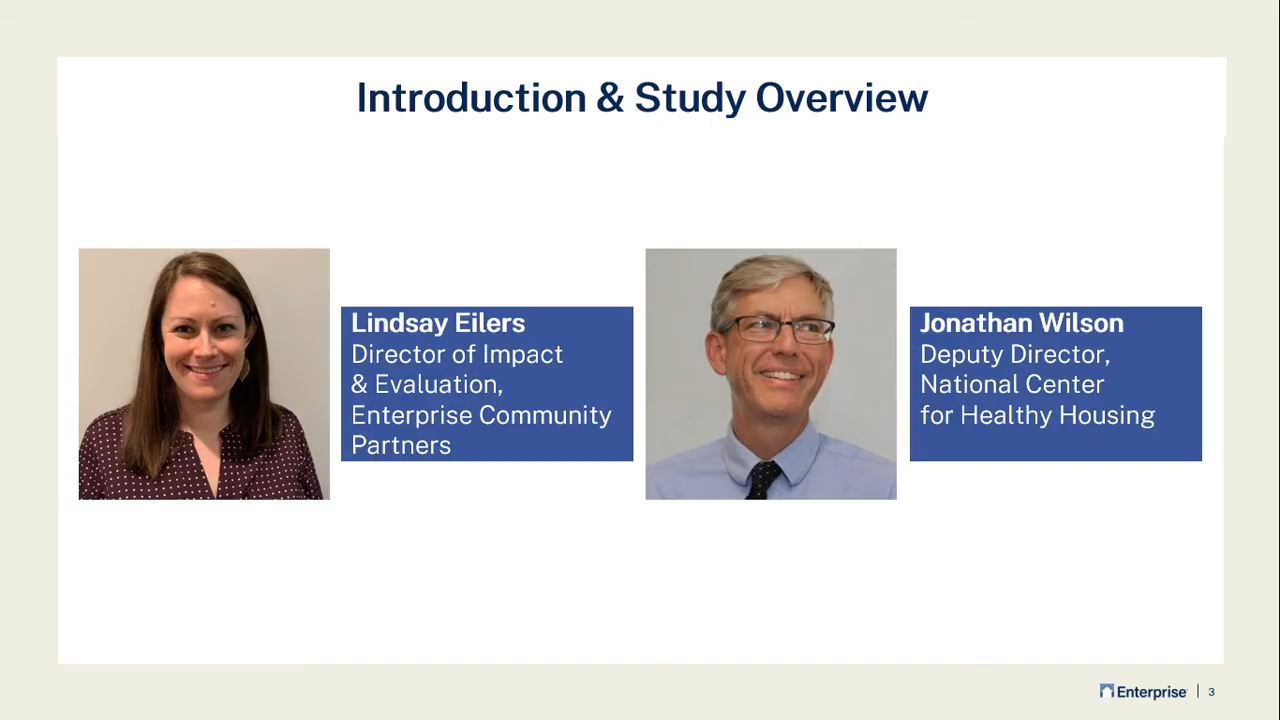 Introduction & Study Overview
Lindsay Eilers
Director of Impact
& Evaluation,
Enterprise Community
Partners
Jonathan Wilson
Deputy Director,
National Center
for Healthy Housing
Enterprise | 3